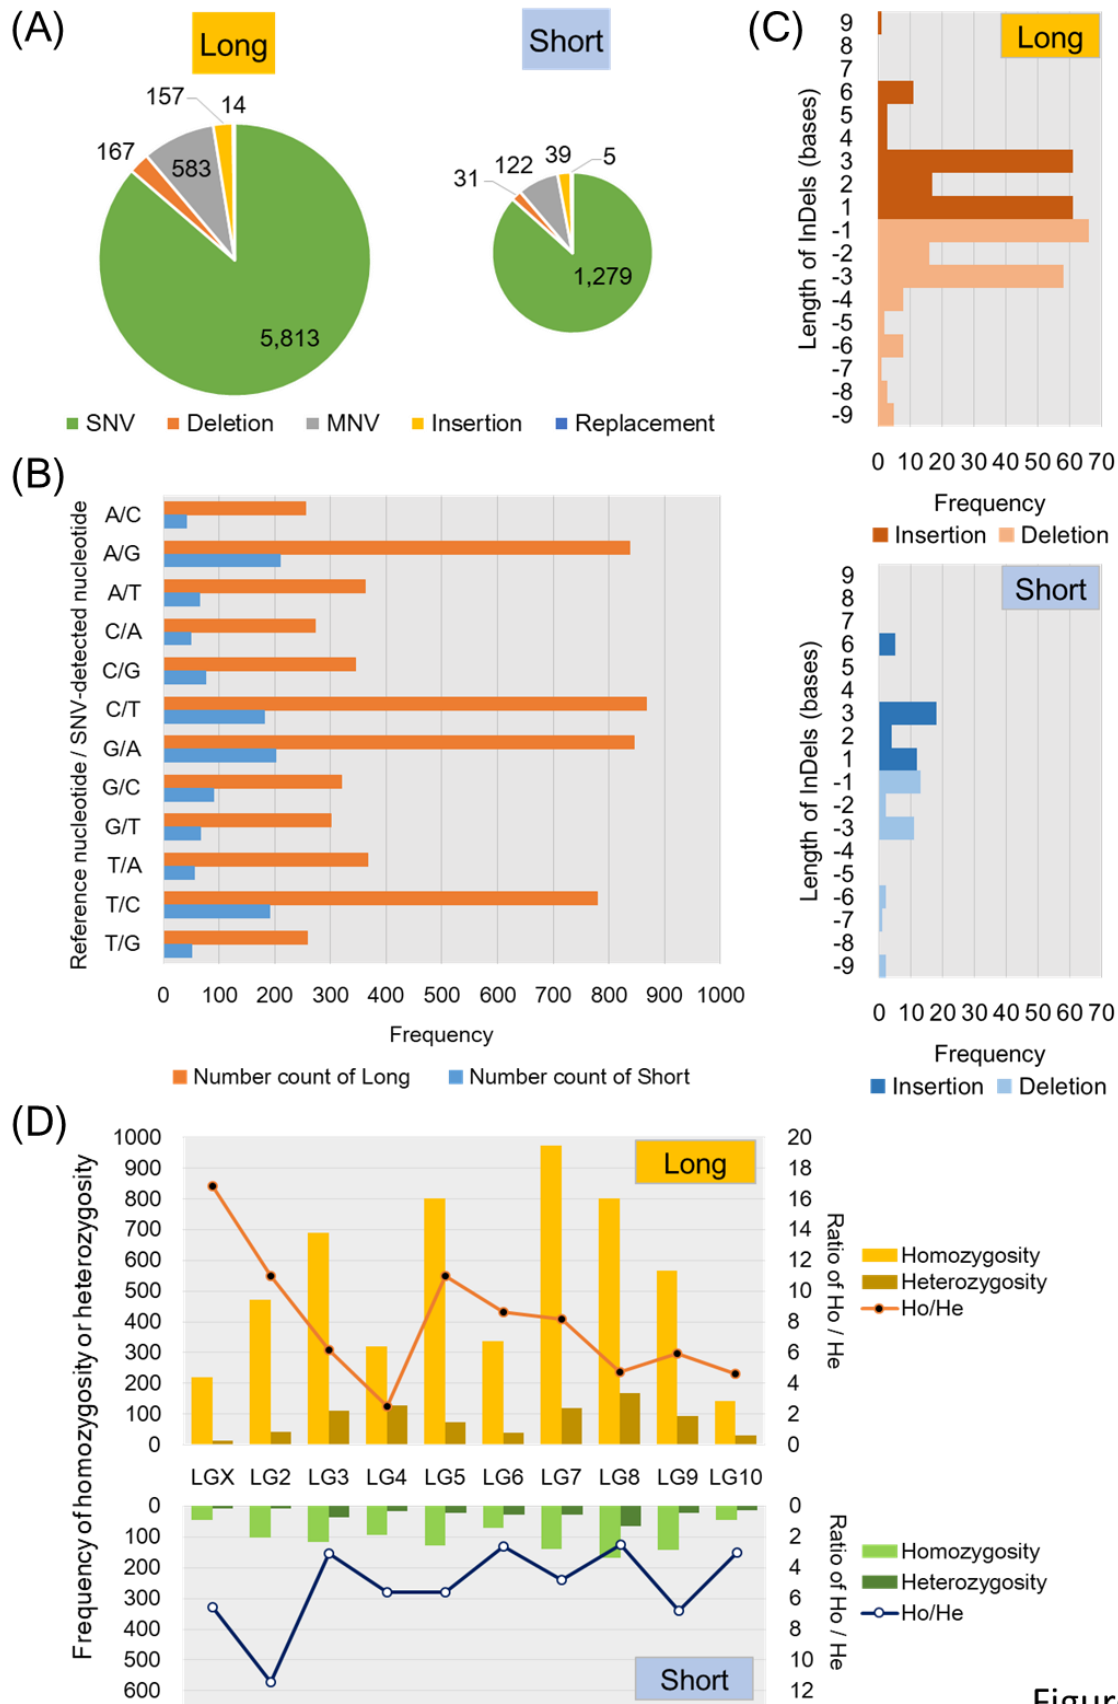 (A)
Long
Short
157
14
167
583
5,813
31
122
39
5
1,279
SNV
Deletion
MNV
Insertion
Replacement
(B)
Reference nucleotide / SNV-detected nucleotide
A/C
A/G
A/T
C/A
C/G
C/T
G/A
G/C
G/T
T/A
T/C
T/G
0 100 200 300 400 500 600 700 800 900 1000
Frequency
Number count of Long
Number count of Short
(C)
Long
Length of InDels (bases)
9
8
7
6
5
4
3
2
1
-1
-2
-3
-4
-5
-6
-7
-8
-9
0 10 20 30 40 50 60 70
Frequency
Insertion
Deletion
Short
Length of InDels (bases)
9
8
7
6
5
4
3
2
1
-1
-2
-3
-4
-5
-6
-7
-8
-9
0 10 20 30 40 50 60 70
Frequency
Insertion
Deletion
(D)
Frequency of homozygosity or heterozygosity
1000
900
800
700
600
500
400
300
200
100
0
Long
20
18
16
14
12
10
8
6
4
2
0
Ratio of Ho / He
Homozygosity
Heterozygosity
Ho/He
LGX LG2 LG3 LG4 LG5 LG6 LG7 LG8 LG9 LG10
0
100
200
300
400
500
600
Short
0
2
4
6
8
10
12
Ratio of Ho / He
Homozygosity
Heterozygosity
Ho/He